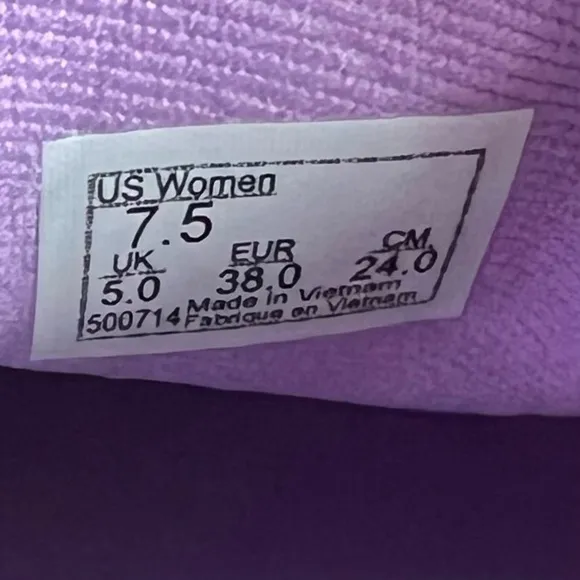 US Women
7.5
UK EUR CM
5.0 38.0 24.0
500714 Made in Vietnam
Fabrique en Vietnam